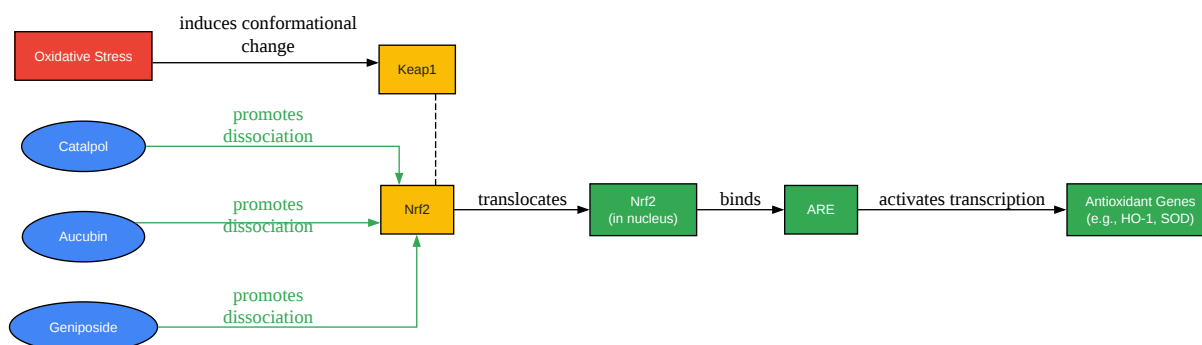 induces conformational
change
Oxidative Stress
Keap1
promotes
dissociation
Catalpol
promotes
dissociation
Aucubin
Nrf2
translocates
Nrf2
(in nucleus)
binds
ARE
activates transcription
Antioxidant Genes
(e.g., HO-1, SOD)
promotes
dissociation
Geniposide